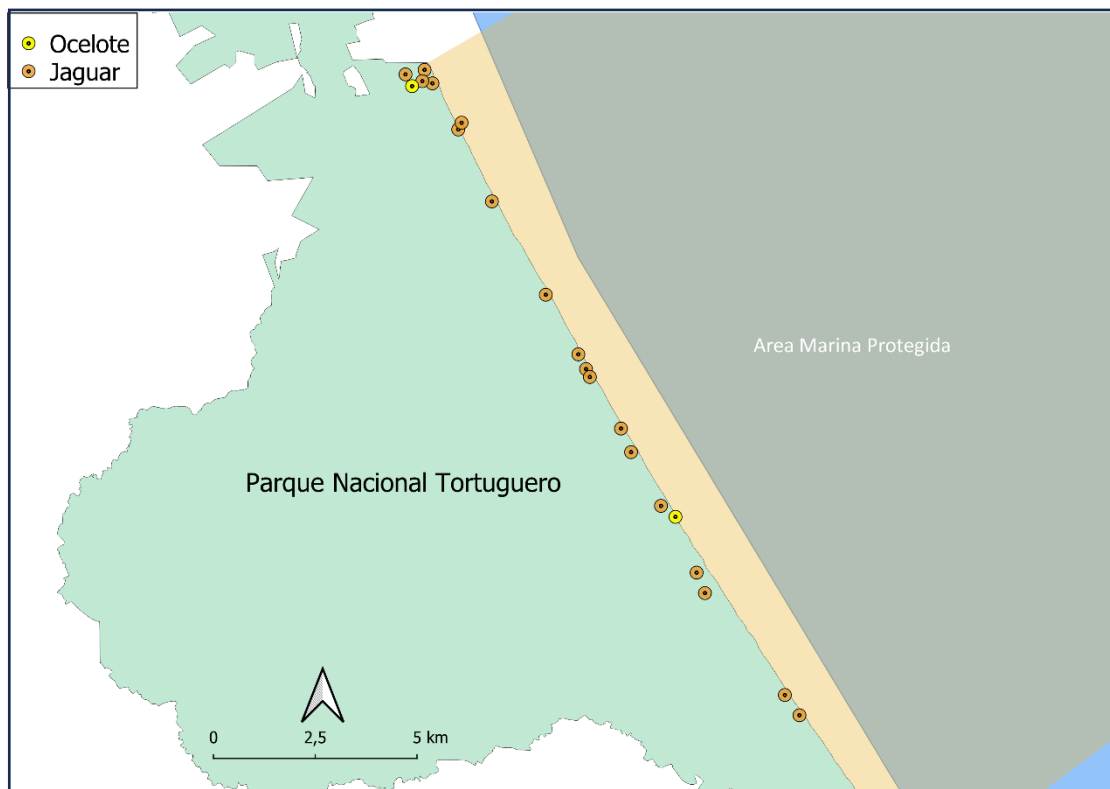 Ocelote
Jaguar
Area Marina Protegida
Parque Nacional Tortuguero
0 2,5 5 km